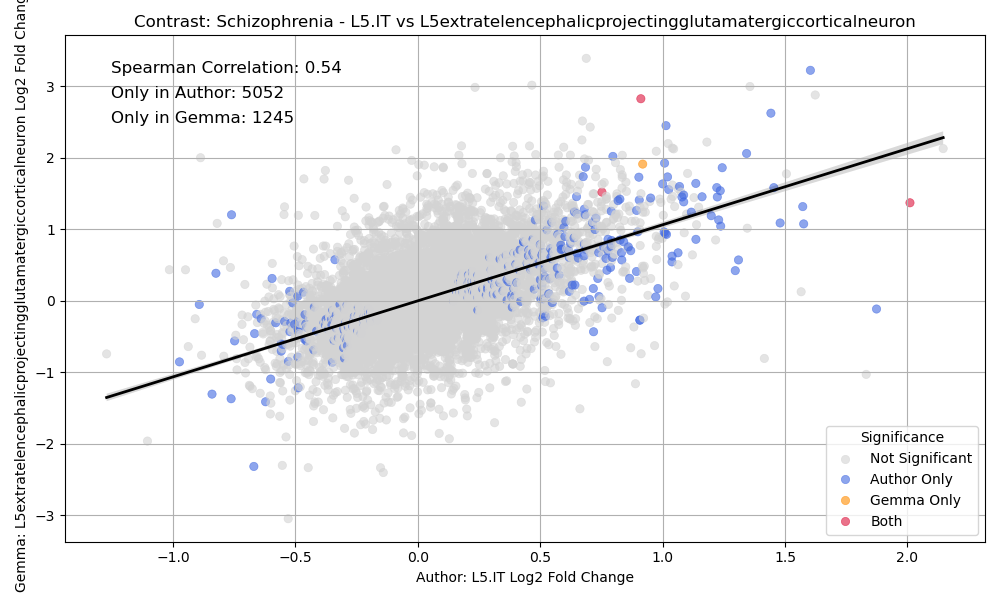 Contrast: Schizophrenia - L5.IT vs L5extratelencephalicprojectingglutamatergiccorticalneuron
Spearman Correlation: 0.54
Only in Author: 5052
Only in Gemma: 1245
Gemma: L5extratelencephalicprojectingglutamatergiccorticalneuron Log2 Fold Chang
3
2
1
0
−1
−2
−3
−1.0
−0.5
0.0
0.5
1.0
1.5
2.0
Author: L5.IT Log2 Fold Change
Significance
Not Significant
Author Only
Gemma Only
Both